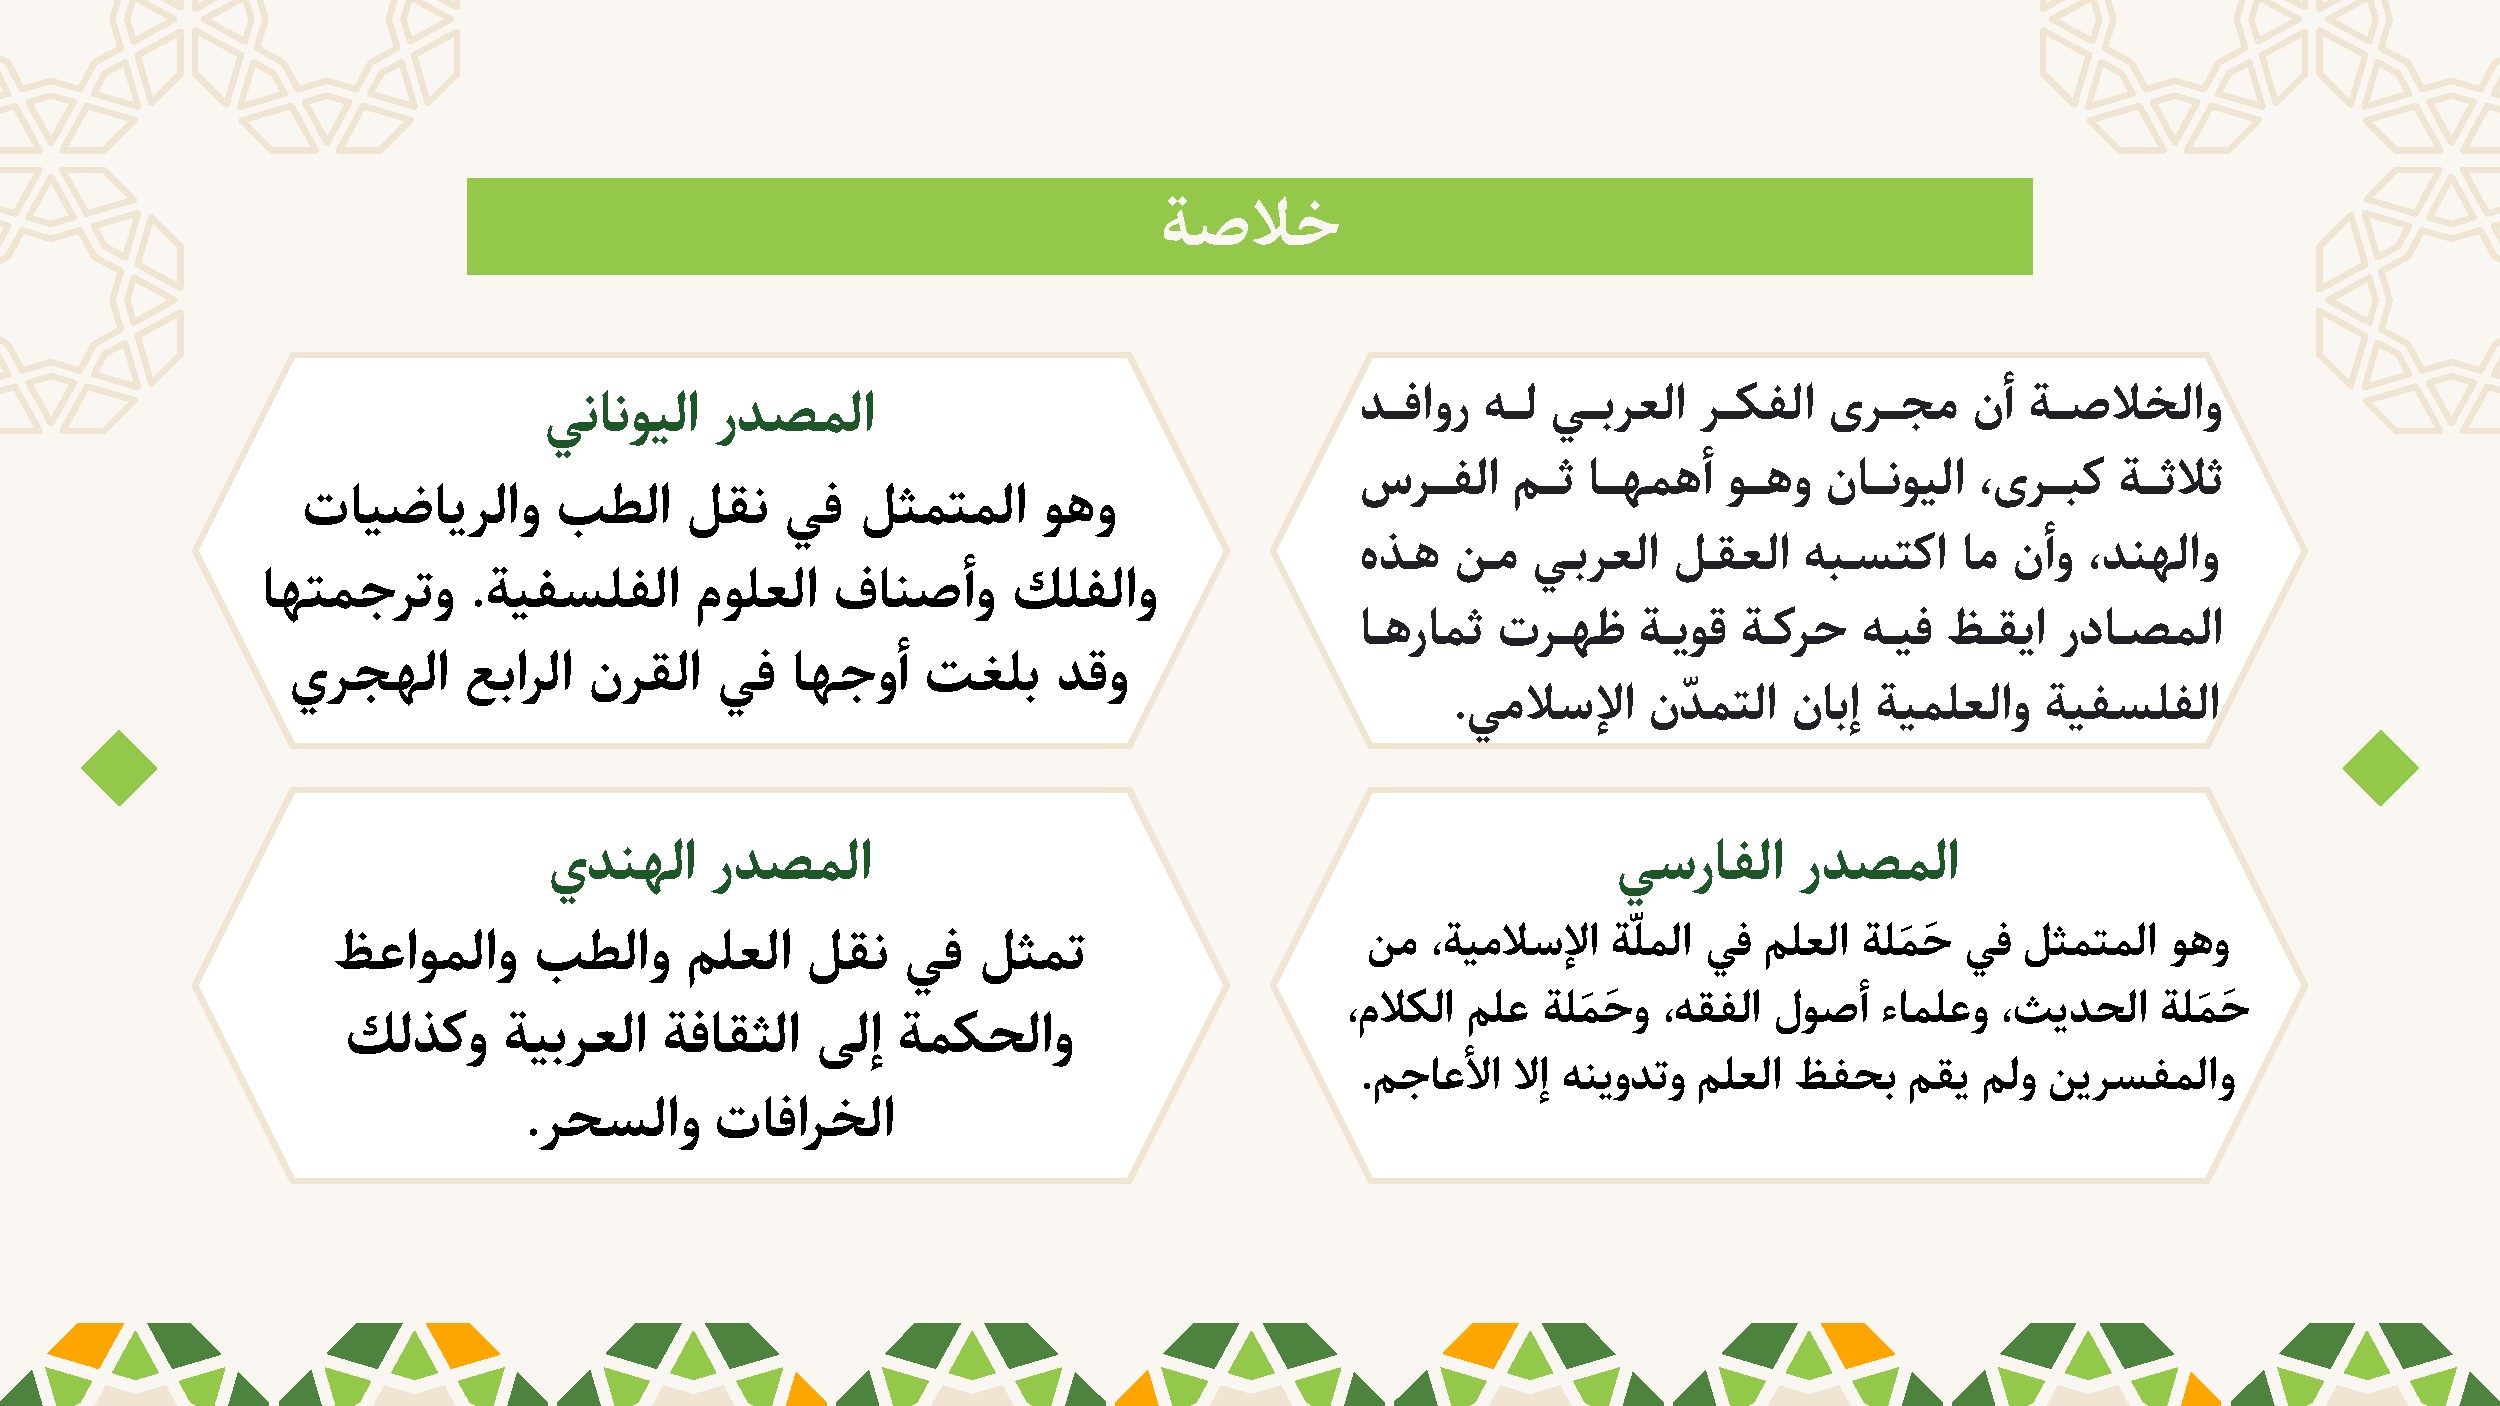 خلاصة
والخلاصة أن مجرى الفكر العربي له روافد
ثلاثة كبرى، اليونان وهو أهمها ثم الفرس
والهند، وأن ما اكتسبه العقل العربي من هذه
المصادر ايقظ فيه حركة قوية ظهرت ثمارها
الفلسفية والعلمية إبان التمدّن الإسلامي.
المصدر اليوناني
وهو المتمثل في نقل الطب والرياضيات
والفلك وأصناف العلوم الفلسفية. وترجمتها
وقد بلغت أوجها في القرن الرابع الهجري
المصدر الفارسي
وهو المتمثل في حَمَلة العلم في الملّة الإسلامية، من
حَمَلة الحديث، وعلماء أصول الفقه، وحَمَلة علم الكلام،
والمفسرين ولم يقم بحفظ العلم وتدوينه إلا الأعاجم.
المصدر الهندي
تمثل في نقل العلم والطب والمواعظ
والحكمة إلى الثقافة العربية وكذلك
الخرافات والسحر.